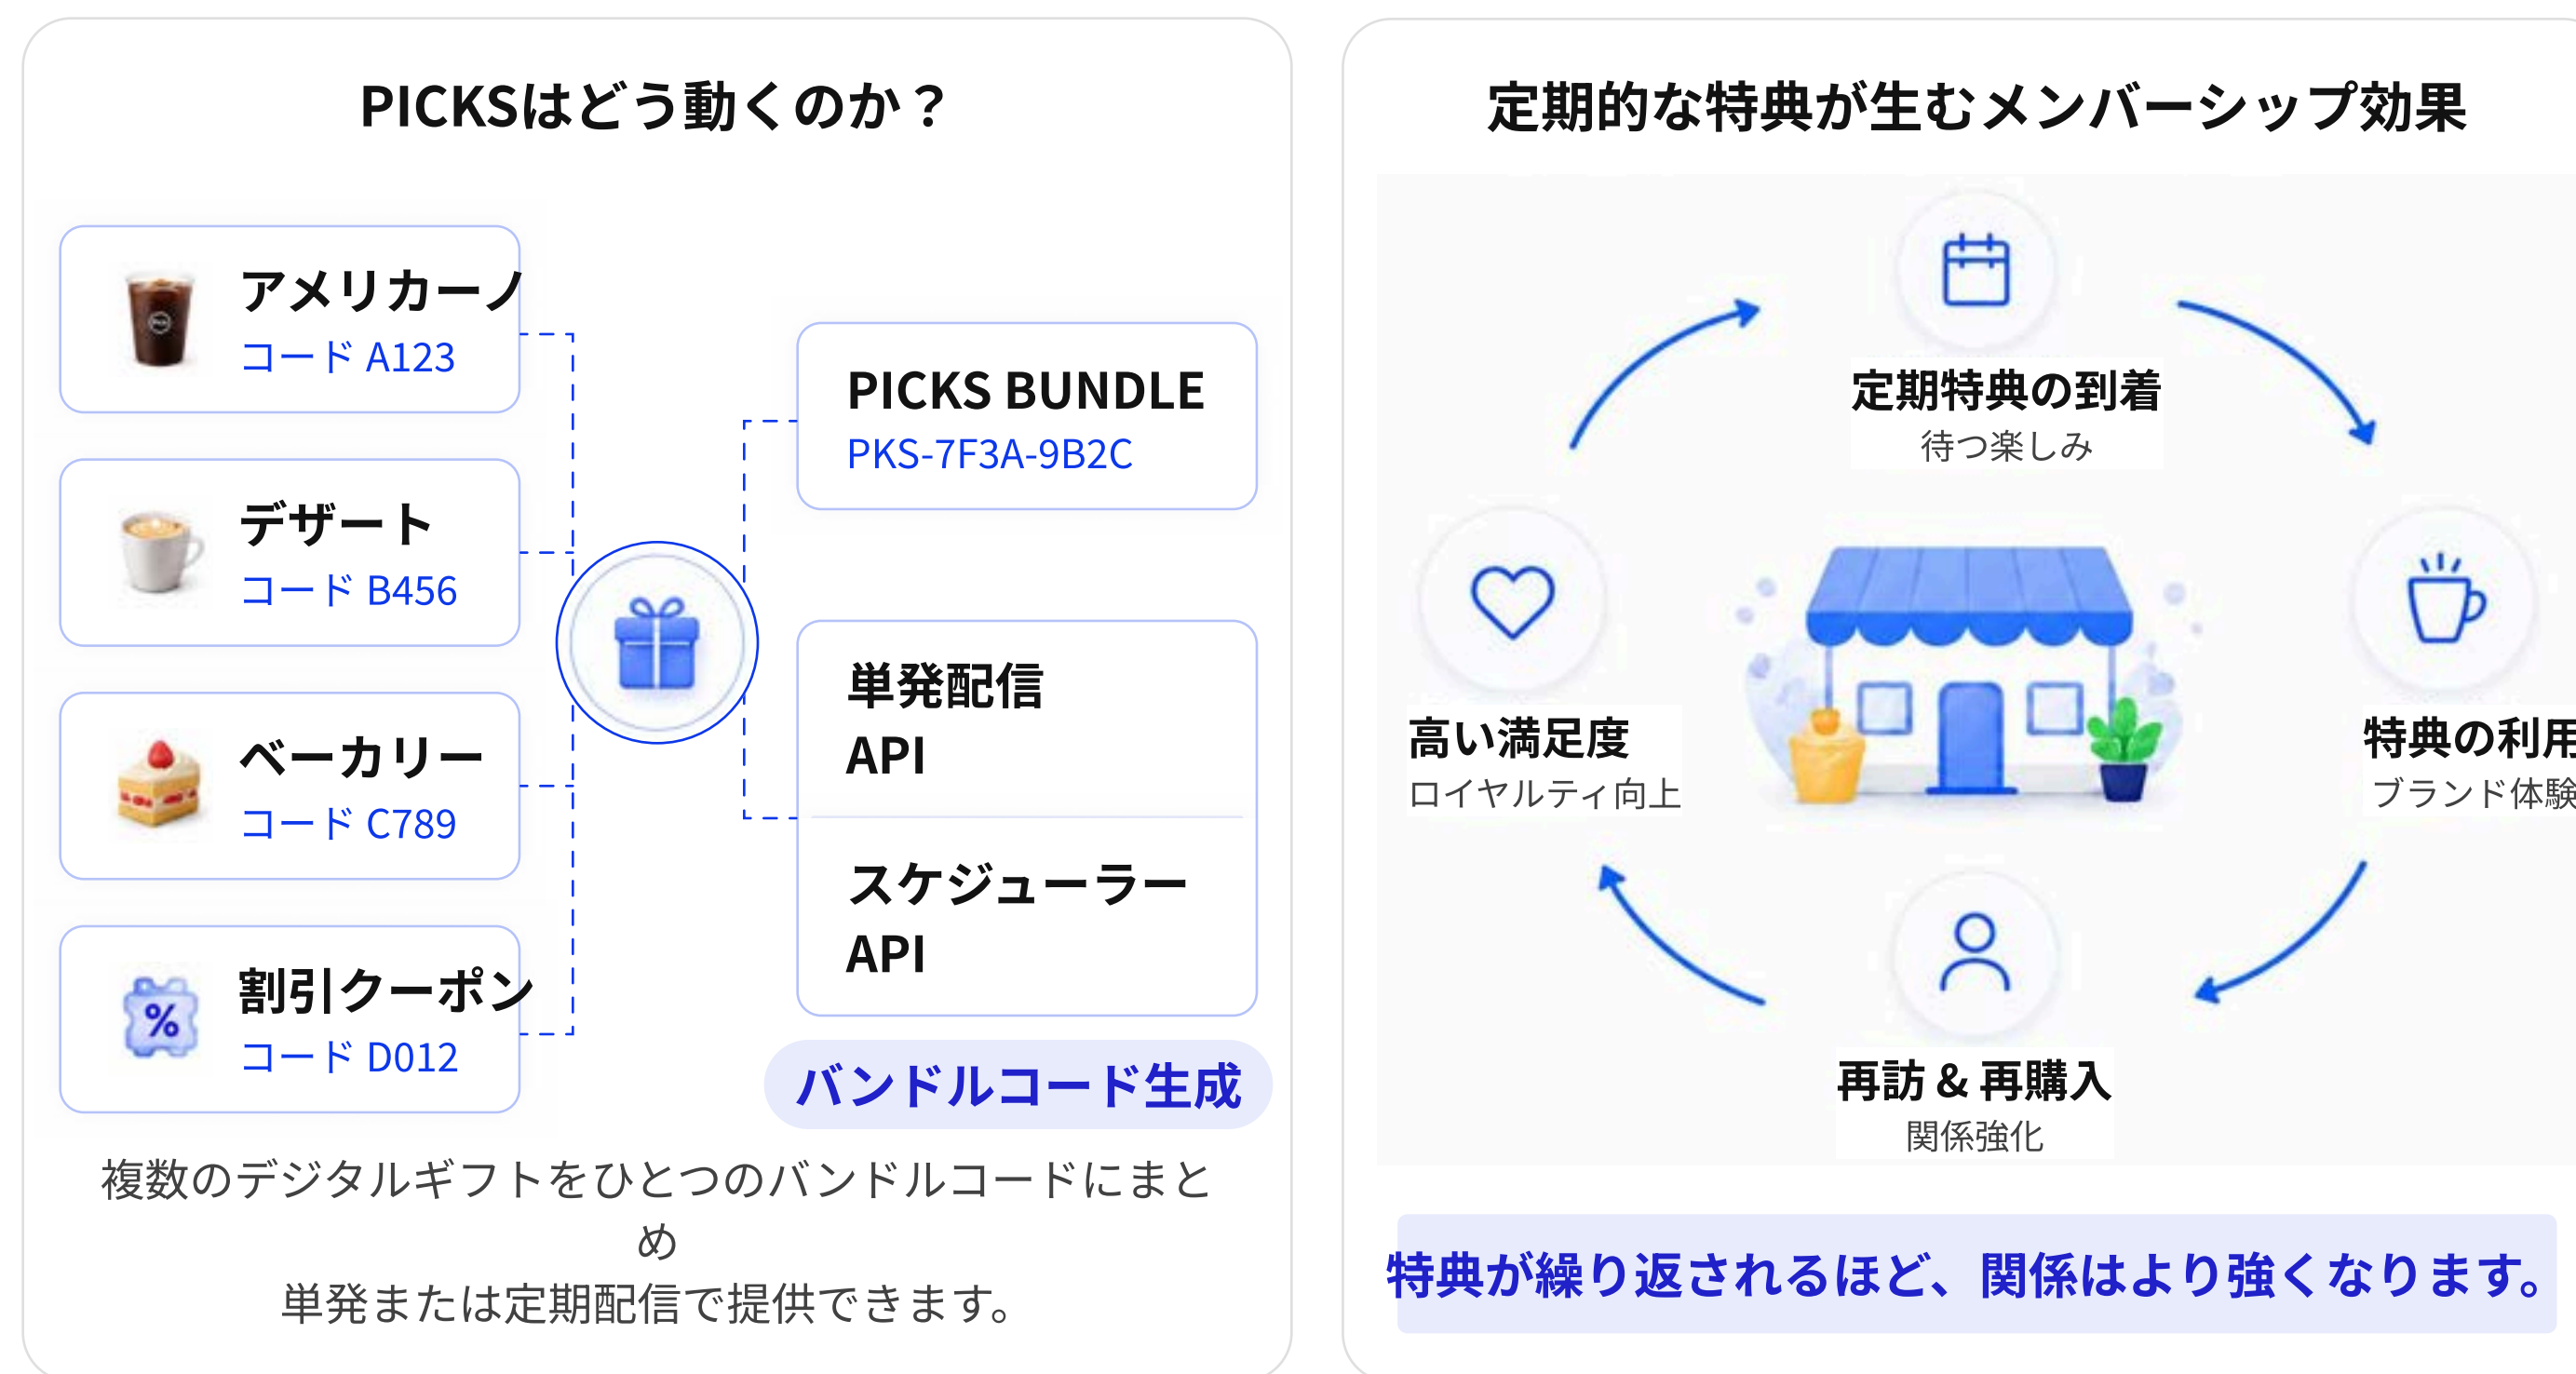 PICKSはどう動くのか？
アメリカーノ
コード A123
デザート
コード B456
ベーカリー
コード C789
割引クーポン
%
コード D012
PICKS BUNDLE
PKS-7F3A-9B2C
単発配信
API
スケジューラー
API
バンドルコード生成
複数のデジタルギフトをひとつのバンドルコードにまと
め
単発または定期配信で提供できます。
定期的な特典が生むメンバーシップ効果
定期特典の到着
待つ楽しみ
高い満足度
ロイヤルティ向上
特典の利用
ブランド体験
再訪 & 再購入
関係強化
特典が繰り返されるほど、関係はより強くなります。